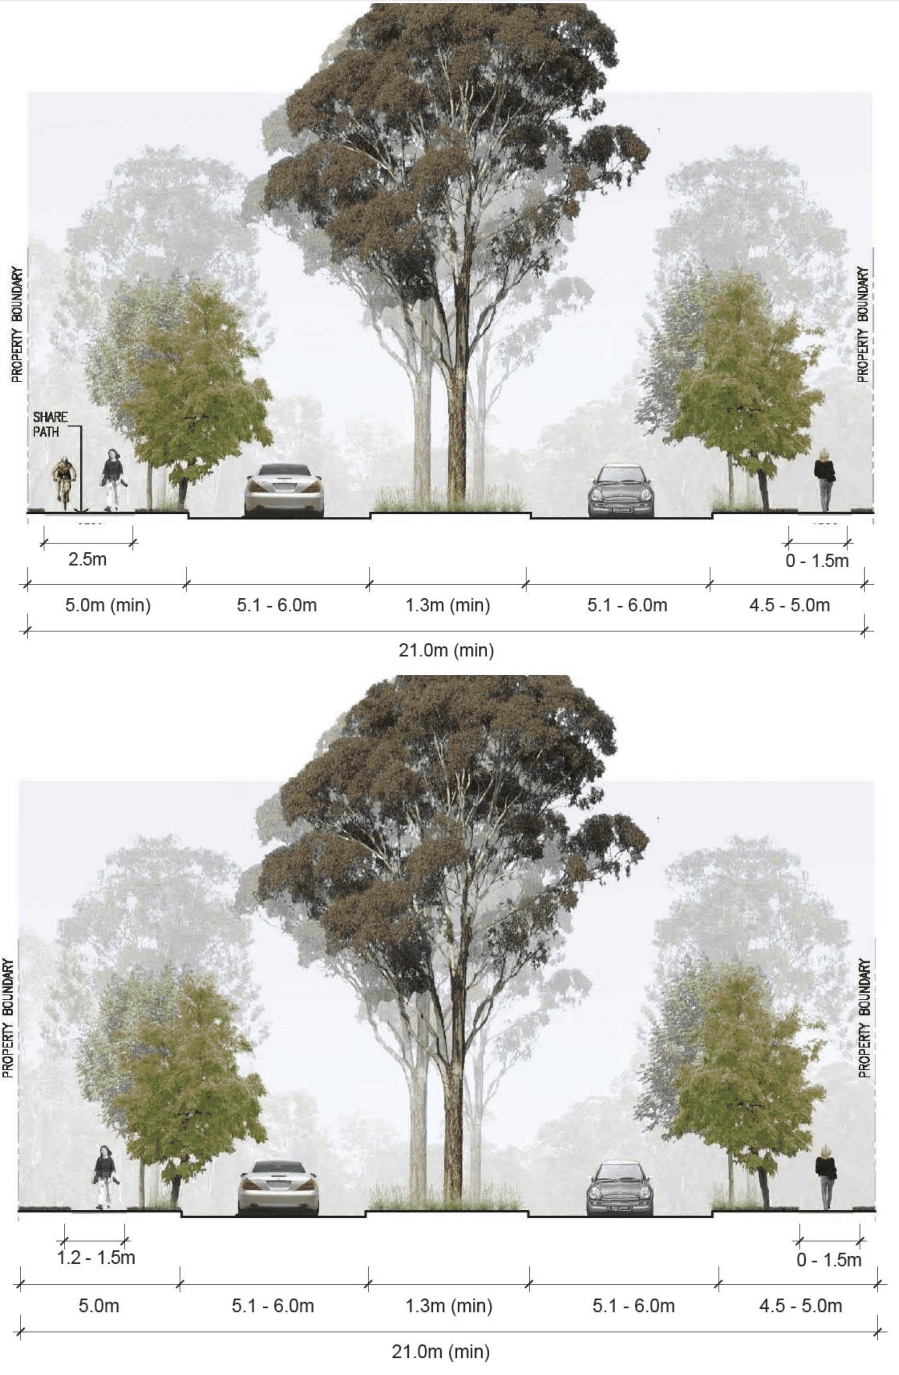 PROPERTY BOUNDARY
PROPERTY BOUNDARY
SHARE
PATH
2.5m
0 - 1.5m
5.0m (min)
5.1 - 6.0m
1.3m (min)
5.1 - 6.0m
4.5 - 5.0m
21.0m (min)
PROPERTY BOUNDARY
PROPERTY BOUNDARY
1.2 - 1.5m
0 - 1.5m
5.0m
5.1 - 6.0m
1.3m (min)
5.1 - 6.0m
4.5 - 5.0m
21.0m (min)